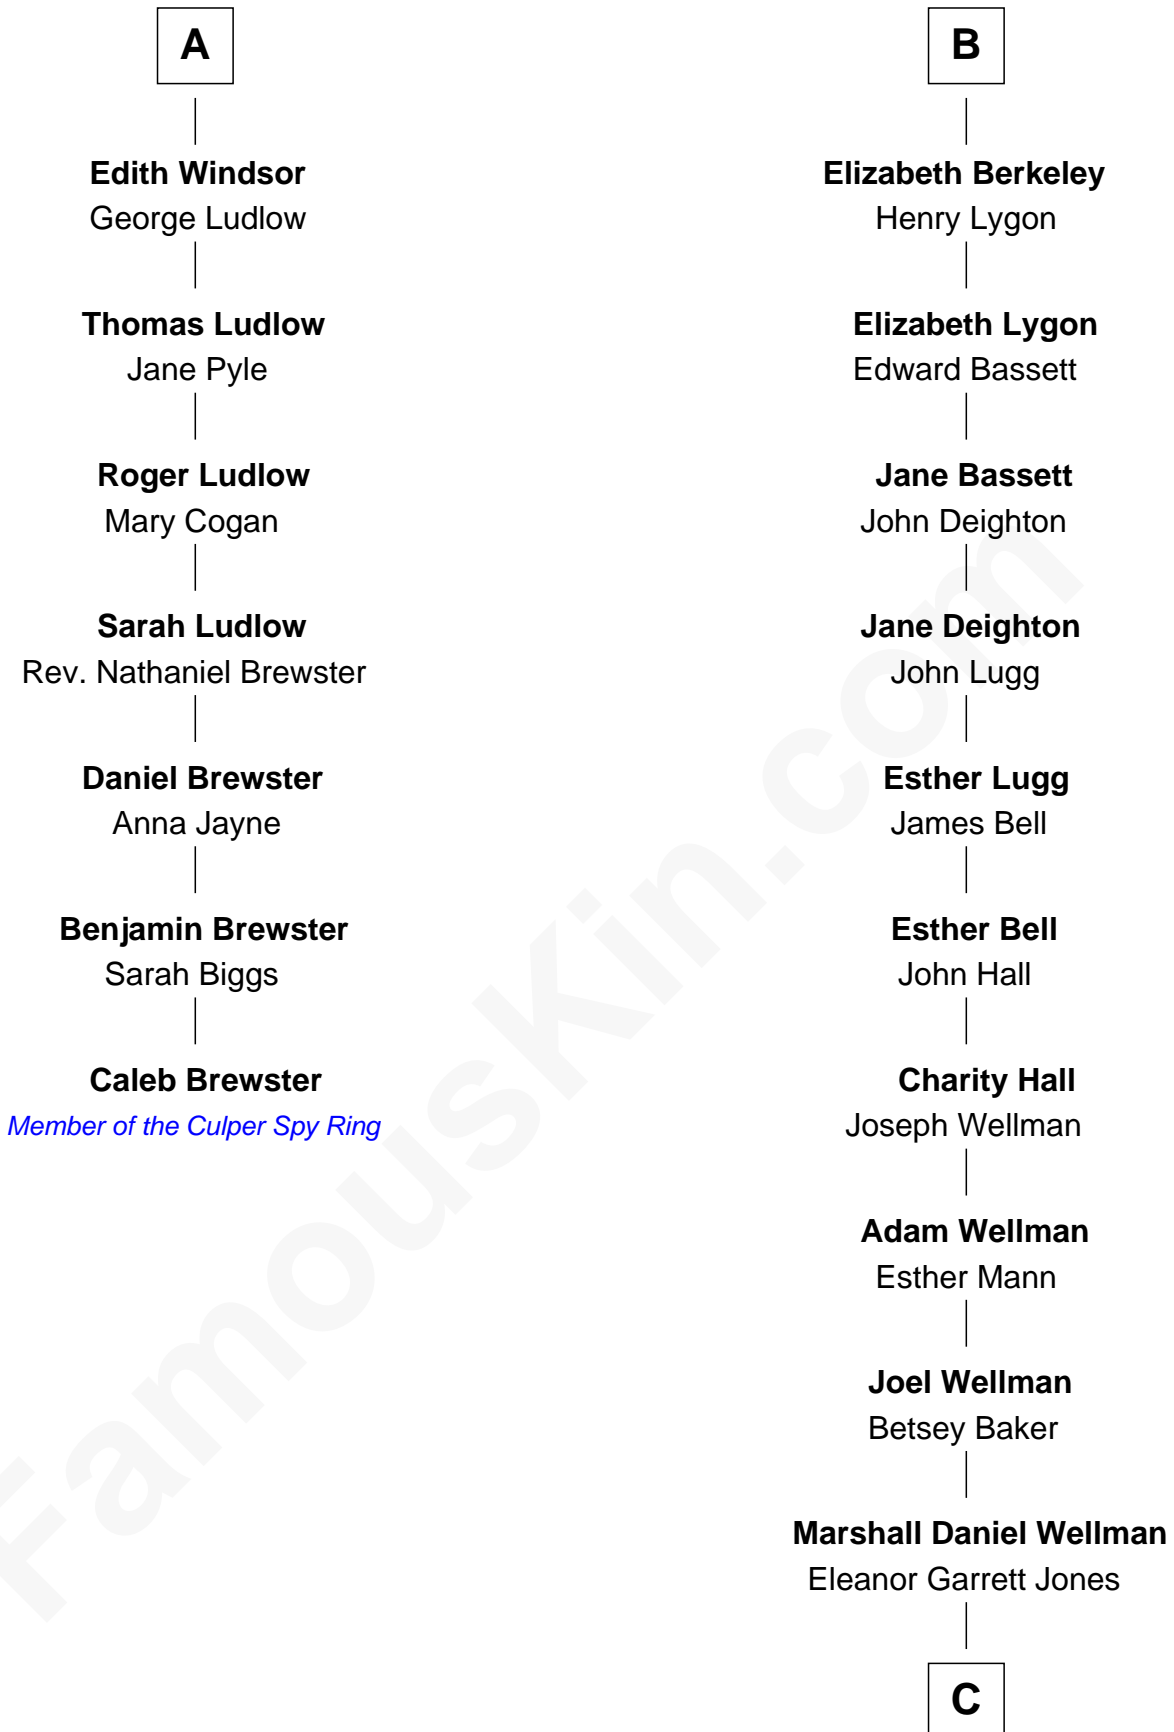 A
Edith Windsor
George Ludlow
Thomas Ludlow
Jane Pyle
Roger Ludlow
Mary Cogan
Sarah Ludlow
Rev. Nathaniel Brewster
Daniel Brewster
Anna Jayne
Benjamin Brewster
Sarah Biggs
Caleb Brewster
Member of the Culper Spy Ring
B
Elizabeth Berkeley
Henry Lygon
Elizabeth Lygon
Edward Bassett
Jane Bassett
John Deighton
Jane Deighton
John Lugg
Esther Lugg
James Bell
Esther Bell
John Hall
Charity Hall
Joseph Wellman
Adam Wellman
Esther Mann
Joel Wellman
Betsey Baker
Marshall Daniel Wellman
Eleanor Garrett Jones
C
FamousKin.com